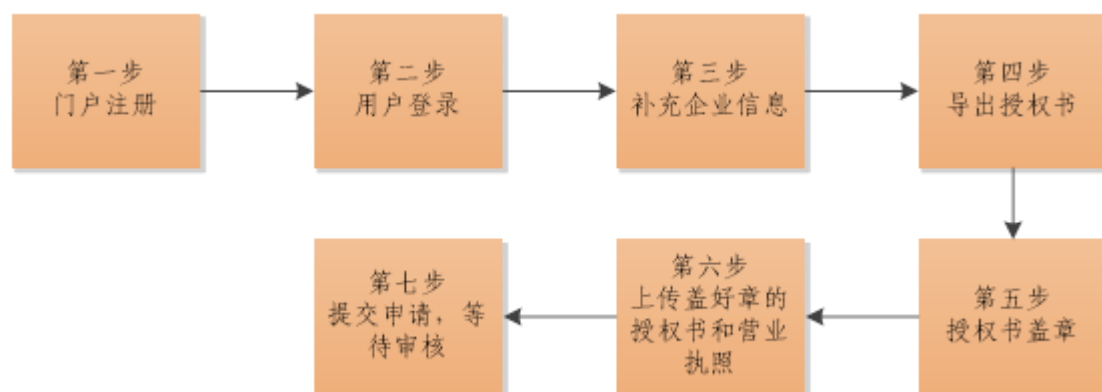 第一步
门户注册
第二步
用户登录
第三步
补充企业信息
第四步
导出授权书
第五步
授权书盖章
第六步
上传盖好章的
授权书和营业
执照
第七步
提交申请，等
待审核